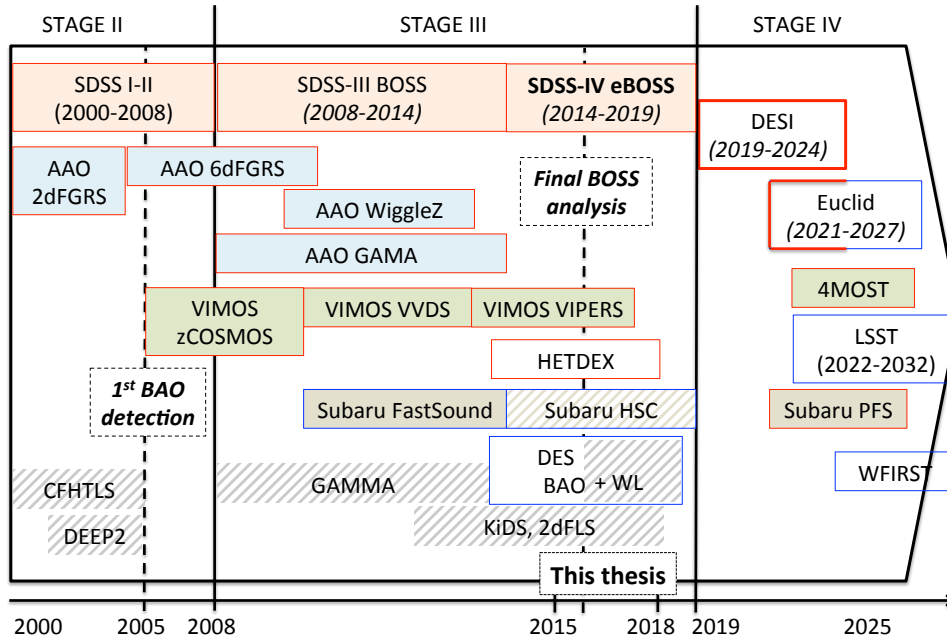 STAGE II
STAGE III
STAGE IV
SDSS I-II
(2000-2008)
SDSS-III BOSS
(2008-2014)
SDSS-IV eBOSS
(2014-2019)
DESI
(2019-2024)
AAO
2dFGRS
AAO 6dFGRS
Final BOSS
analysis
AAO WiggleZ
Euclid
(2021-2027)
AAO GAMA
VIMOS
zCOSMOS
VIMOS VVDS
VIMOS VIPERS
4MOST
HETDEX
LSST
(2022-2032)
1st BAO
detection
Subaru FastSound
Subaru HSC
Subaru PFS
CFHTLS
GAMMA
DES
BAO + WL
WFIRST
DEEP2
KiDS, 2dFLS
This thesis
2000 2005 2008 2015 2018 2019 2025